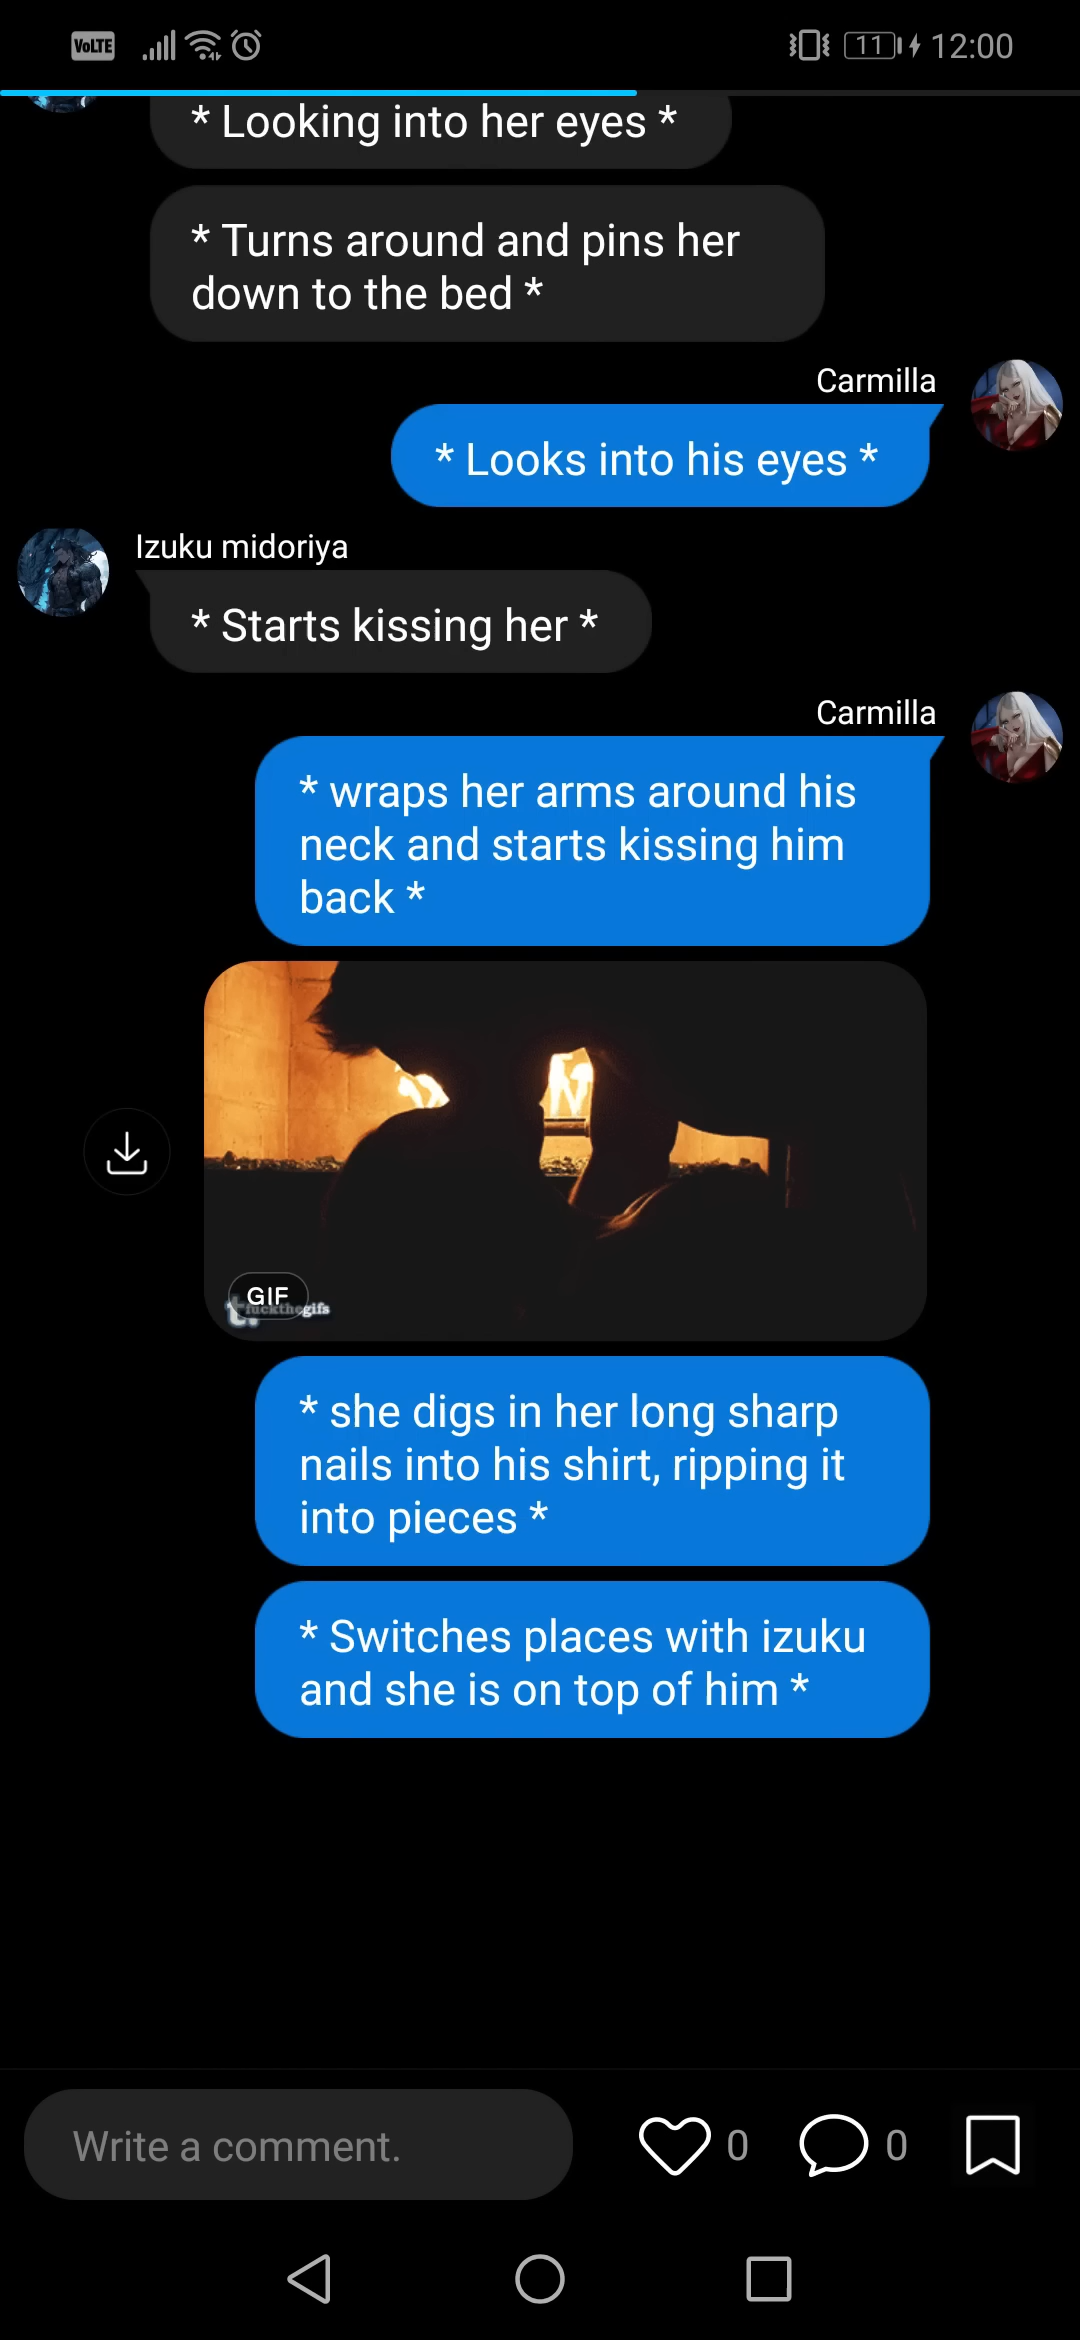 VoLTE
11
12:00
* Looking into her eyes *
* Turns around and pins her
down to the bed *
Carmilla
* Looks into his eyes *
Izuku midoriya
* Starts kissing her *
Carmilla
* wraps her arms around his
neck and starts kissing him
back *
GIF
t.
fuckthegifs
* she digs in her long sharp
nails into his shirt, ripping it
into pieces *
* Switches places with izuku
and she is on top of him *
Write a comment.
0
0